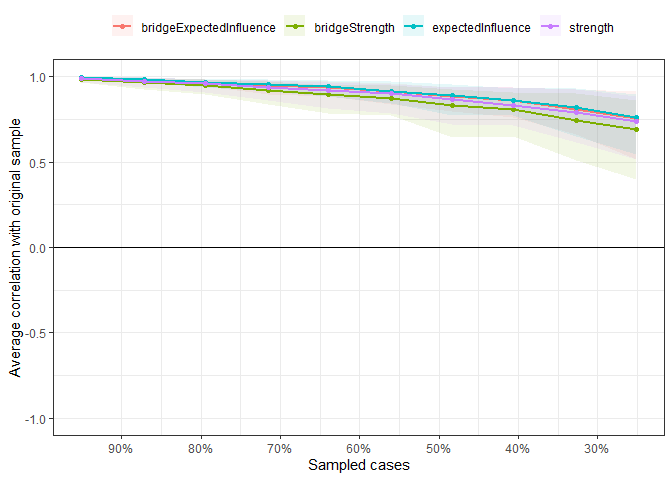 bridgeExpectedInfluence bridgeStrength expectedInfluence strength
Average correlation with original sample
1.0
0.5
0.0
-0.5
-1.0
90% 80% 70% 60% 50% 40% 30%
Sampled cases